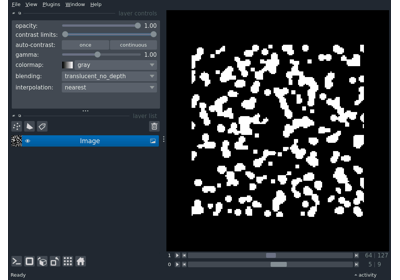 File View Plugins Window Help
layer controls
opacity: 1.00
contrast limits:
auto-contrast: once continuous
gamma: 1.00
colormap: gray
blending: translucent_no_depth
interpolation: nearest
layer list
Image
1 64 127
0 5 9
Ready activity